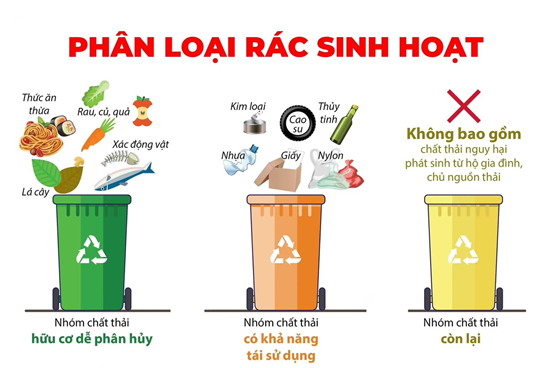 PHÂN LOẠI RÁC SINH HOẠT
Thức ăn
thừa
Rau, củ, quả
Xác động vật
Lá cây
Nhóm chất thải
hữu cơ dễ phân hủy
Kim loại
Cao
su
Thủy
tinh
Nhựa
Giấy
Nylon
Nhóm chất thải
có khả năng
tái sử dụng
Không bao gồm
chất thải nguy hại
phát sinh từ hộ gia đình,
chủ nguồn thải
Nhóm chất thải
còn lại